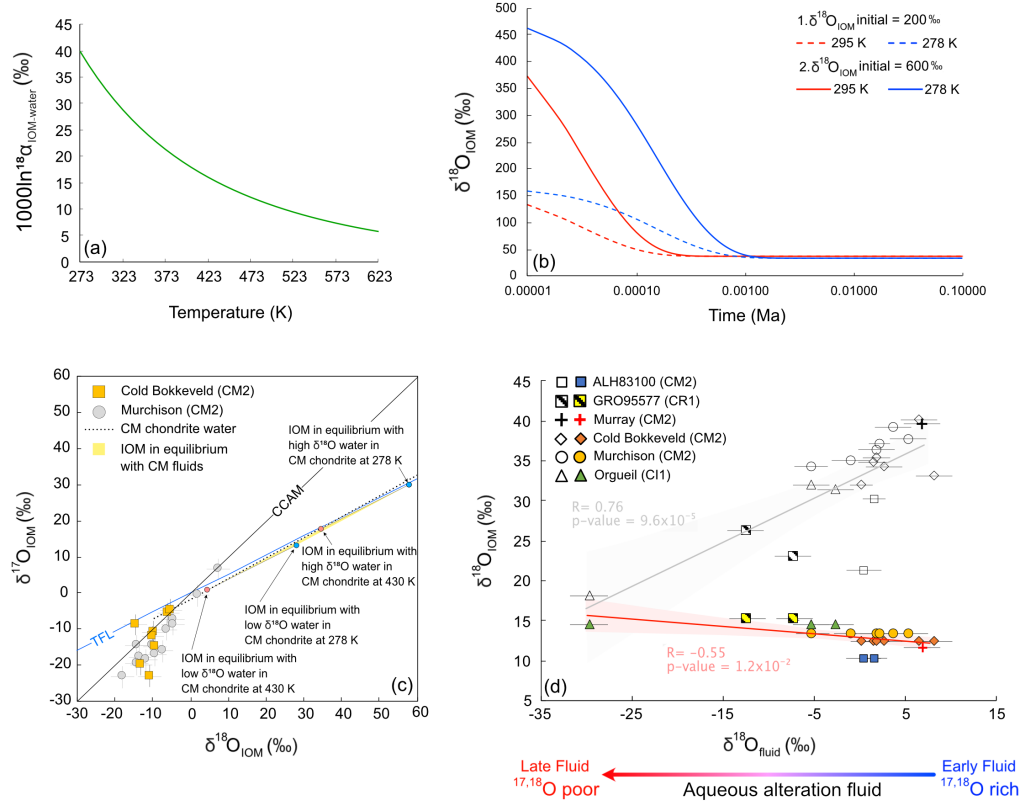 45
40
35
30
25
20
15
10
5
0
1000ln¹⁸α_IOM-water (‰)
(a)
273 323 373 423 473 523 573 623
Temperature (K)
500
450
400
350
300
250
200
150
100
50
0
δ¹⁸O_IOM (‰)
1.δ¹⁸O_IOM initial = 200‰
295 K 278 K
2.δ¹⁸O_IOM initial = 600‰
295 K 278 K
(b)
0.00001 0.00010 0.00100 0.01000 0.10000
Time (Ma)
60
50
40
30
20
10
0
-10
-20
-30
δ¹⁷O_IOM (‰)
Cold Bokkeveld (CM2)
Murchison (CM2)
CM chondrite water
IOM in equilibrium
with CM fluids
IOM in equilibrium with
high δ¹⁸O water in
CM chondrite at 278 K
CCAM
IOM in equilibrium with
high δ¹⁸O water in
CM chondrite at 430 K
IOM in equilibrium with
low δ¹⁸O water in
CM chondrite at 278 K
TFL
IOM in equilibrium with
low δ¹⁸O water in
CM chondrite at 430 K
(c)
-30 -20 -10 0 10 20 30 40 50 60
δ¹⁸O_IOM (‰)
45
40
35
30
25
20
15
10
5
δ¹⁸O_IOM (‰)
ALH83100 (CM2)
GRO95577 (CR1)
Murray (CM2)
Cold Bokkeveld (CM2)
Murchison (CM2)
Orgueil (CI1)
R= 0.76
p-value = 9.6x10⁻⁵
R= -0.55
p-value = 1.2x10⁻²
(d)
-35 -25 -15 -5 5 15
δ¹⁸O_fluid (‰)
Late Fluid
¹⁷,¹⁸O poor
Aqueous alteration fluid
Early Fluid
¹⁷,¹⁸O rich